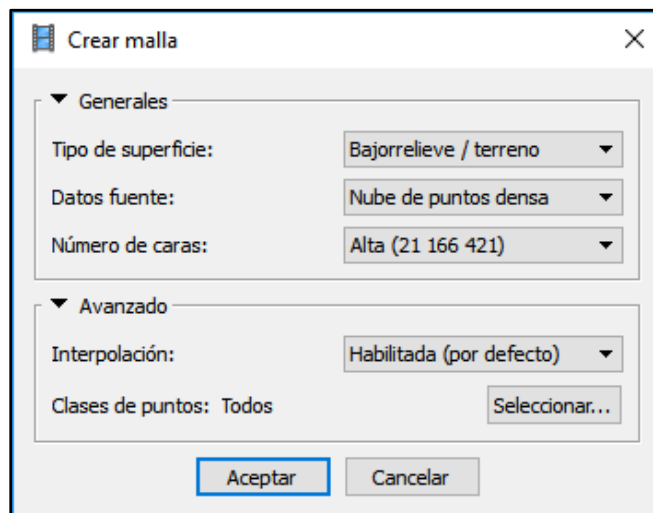 Crear malla
Generales
Tipo de superficie: Bajorrelieve / terreno
Datos fuente: Nube de puntos densa
Número de caras: Alta (21 166 421)
Avanzado
Interpolación: Habilitada (por defecto)
Clases de puntos: Todos Seleccionar...
Aceptar Cancelar